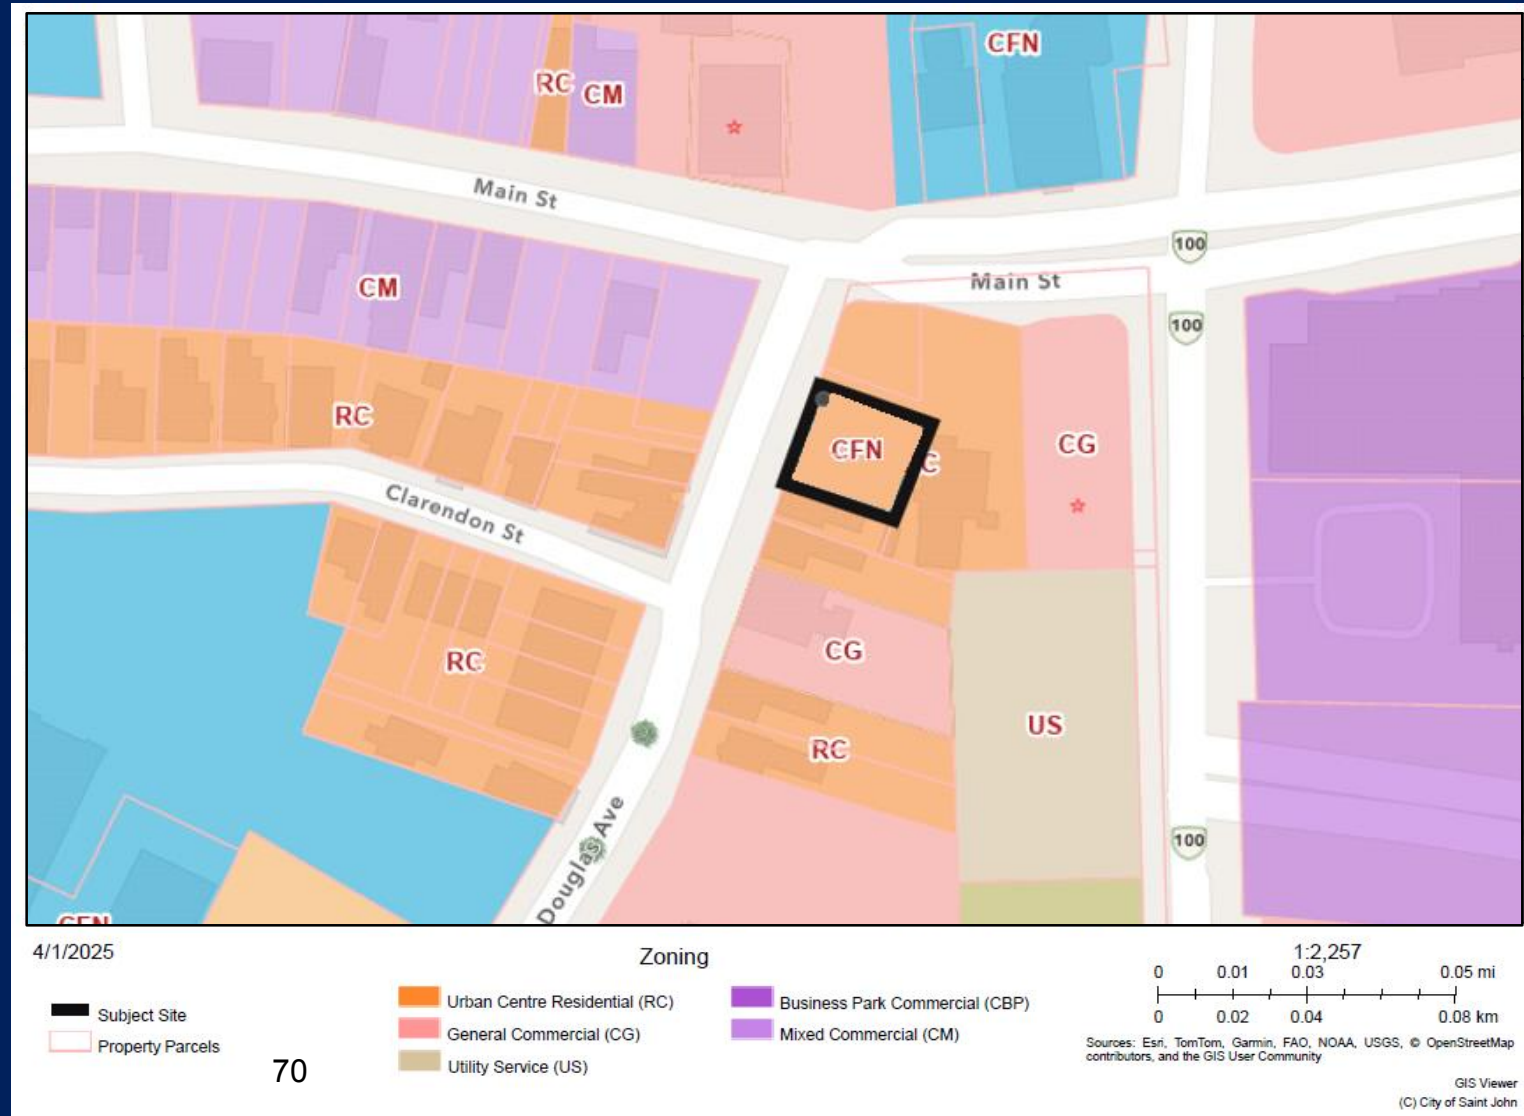 CFN
RC
CM
Main St
100
Main St
CM
100
RC
CFN
C
CG
Clarendon St
RC
CG
US
RC
Douglas Ave
100
CFN
4/1/2025
Zoning
1:2,257
0 0.01 0.03 0.05 mi
0 0.02 0.04 0.08 km
Subject Site
Property Parcels
Urban Centre Residential (RC)
General Commercial (CG)
Utility Service (US)
Business Park Commercial (CBP)
Mixed Commercial (CM)
70
Sources: Esri, TomTom, Garmin, FAO, NOAA, USGS, © OpenStreetMap
contributors, and the GIS User Community
GIS Viewer
(C) City of Saint John